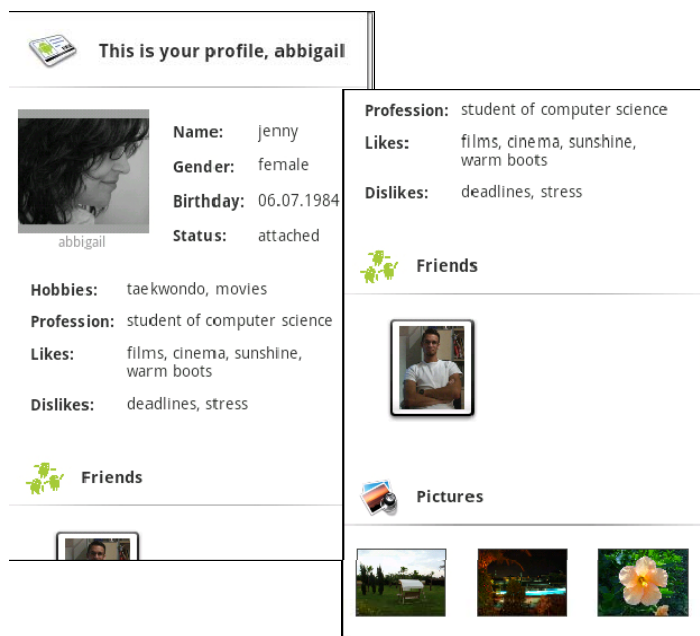 This is your profile, abbigail
abbigail
Name: jenny
Gender: female
Birthday: 06.07.1984
Status: attached
Hobbies: taekwondo, movies
Profession: student of computer science
Likes: films, cinema, sunshine,
warm boots
Dislikes: deadlines, stress
Friends
Profession: student of computer science
Likes: films, cinema, sunshine,
warm boots
Dislikes: deadlines, stress
Friends
Pictures